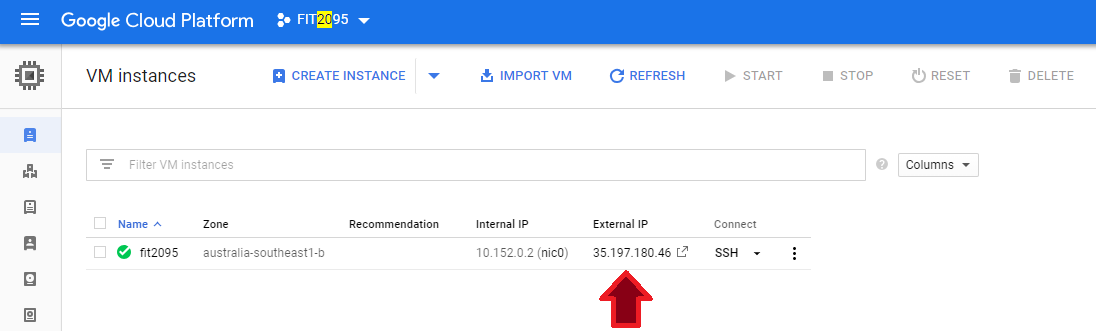 Google Cloud Platform FIT2095
VM instances CREATE INSTANCE IMPORT VM REFRESH START STOP RESET DELETE
Filter VM instances ? Columns
Name Zone Recommendation Internal IP External IP Connect
fit2095 australia-southeast1-b 10.152.0.2 (nic0) 35.197.180.46 SSH